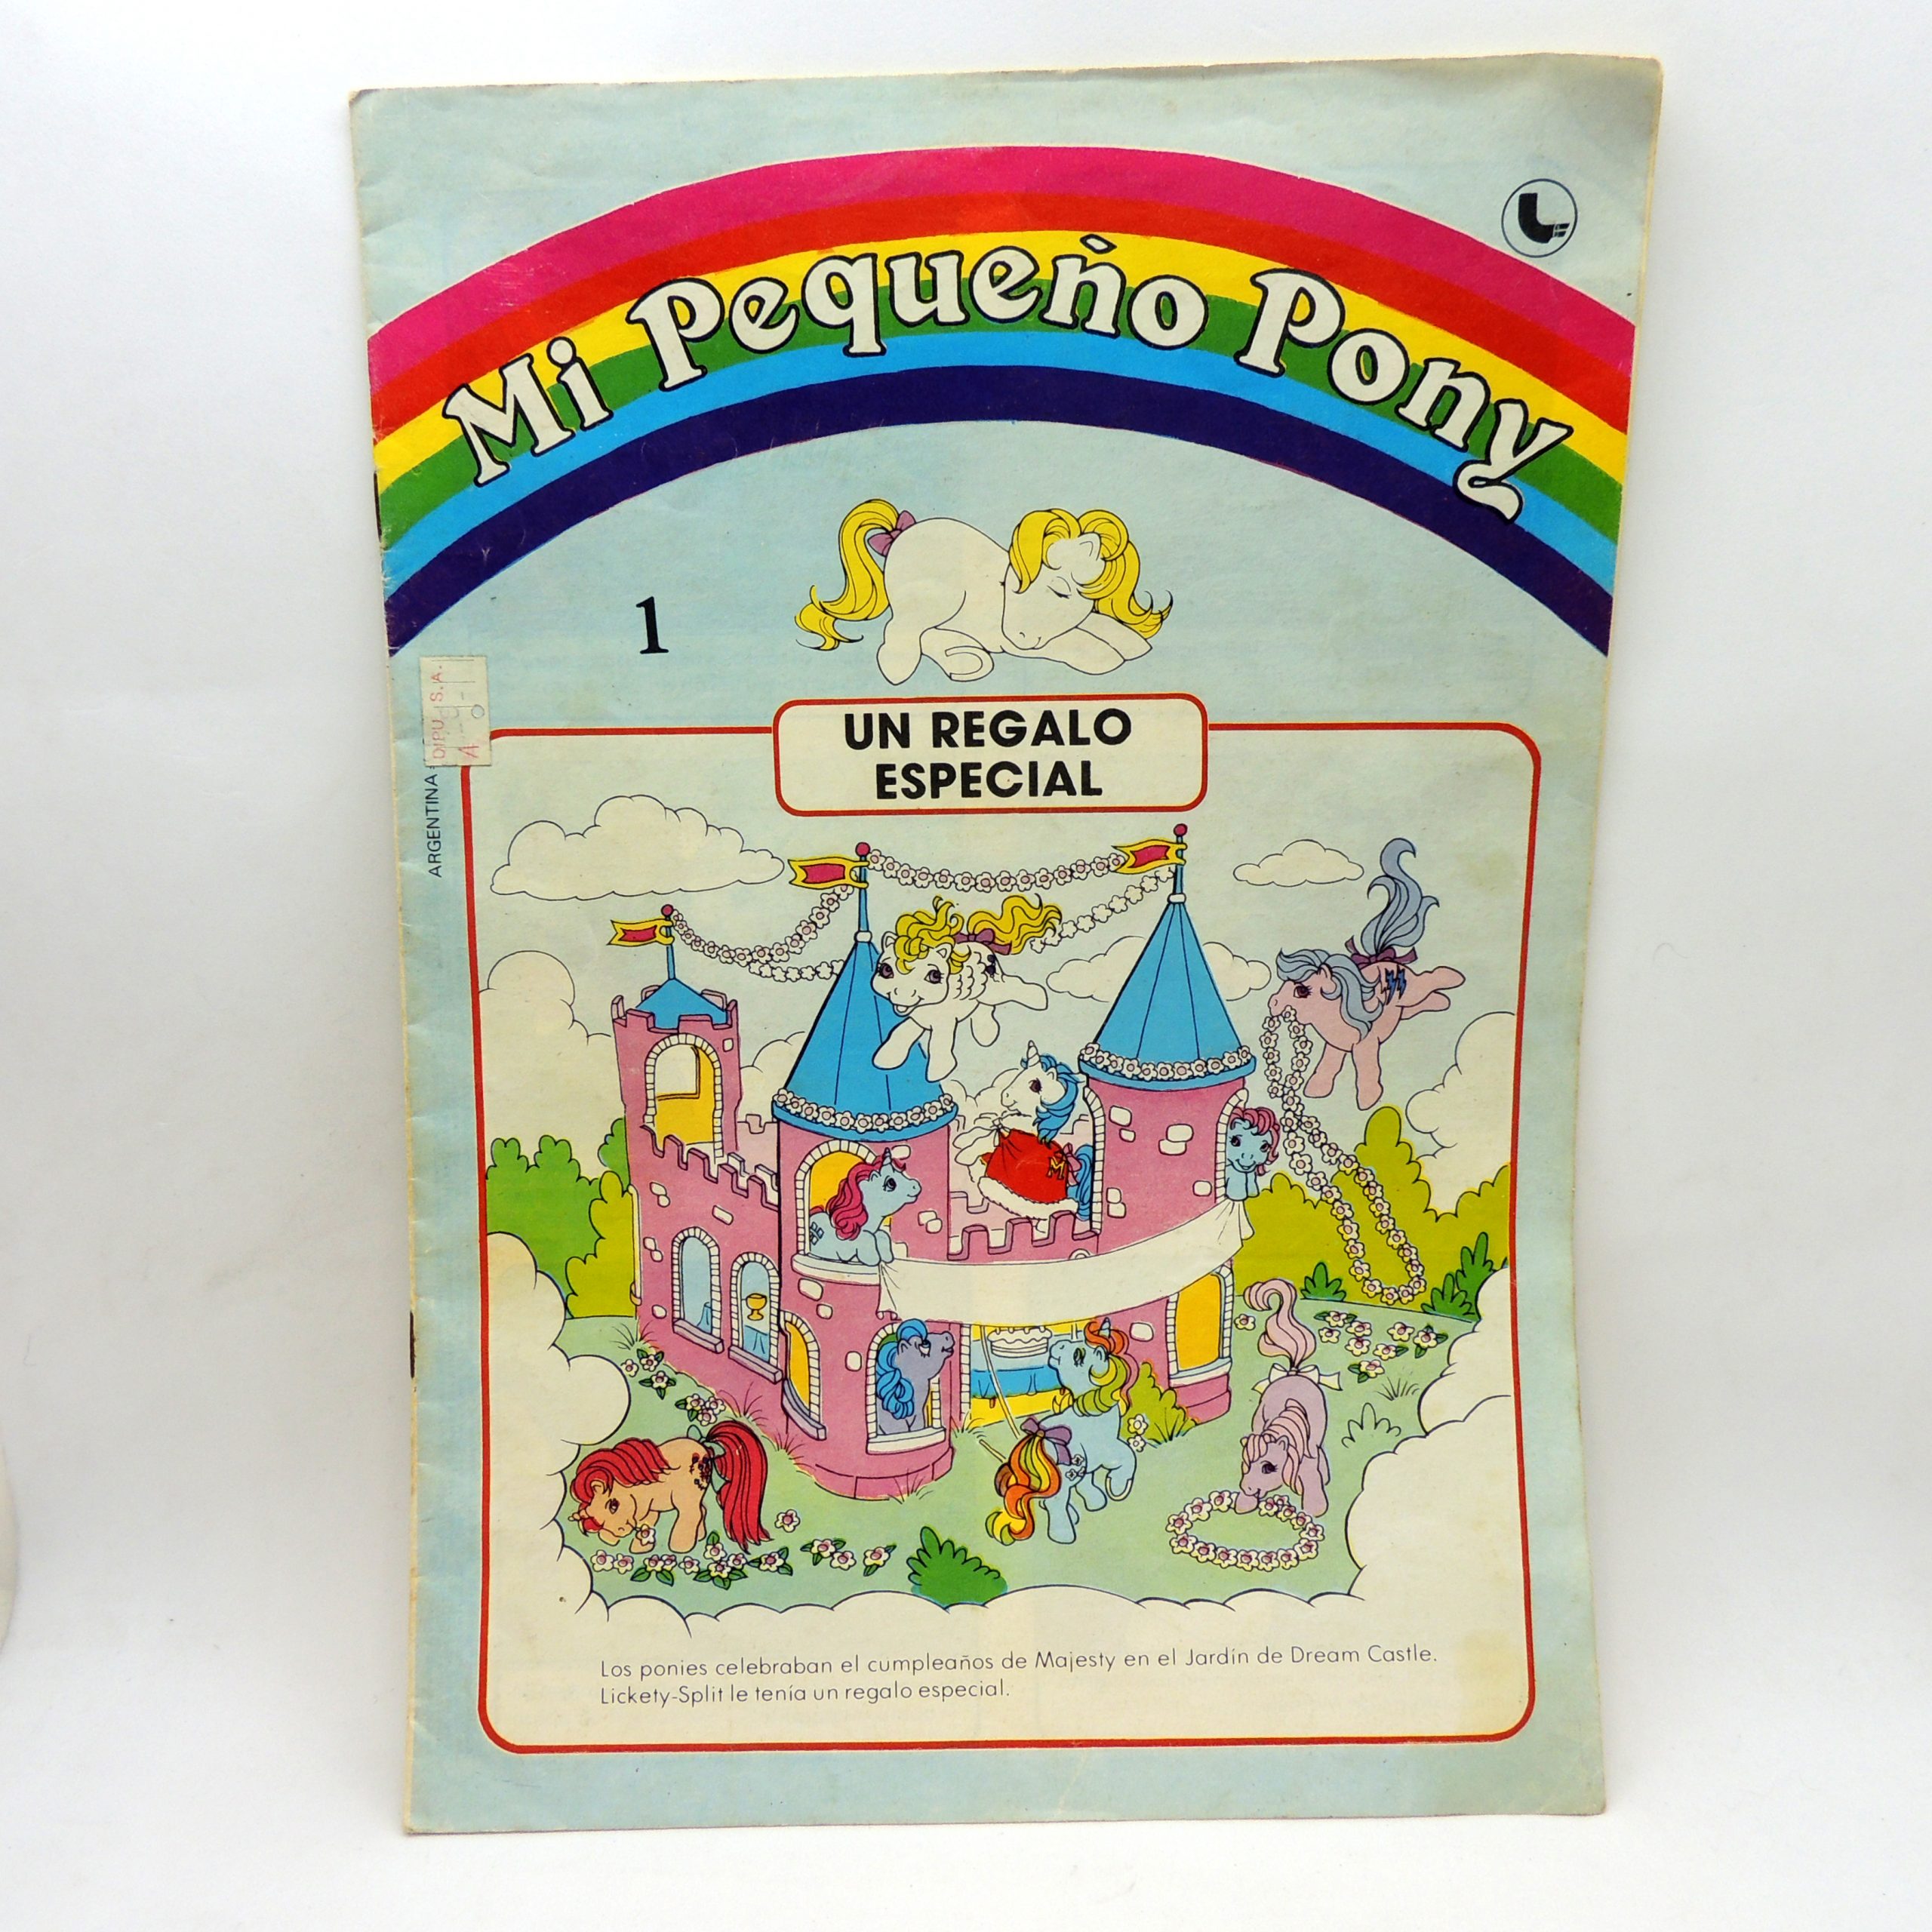 Mi Pequeño Pony
1
DIPU S.A.
A
ARGENTINA
UN REGALO
ESPECIAL
M
Los ponies celebraban el cumpleaños de Majesty en el Jardín de Dream Castle.
Lickety-Split le tenía un regalo especial.